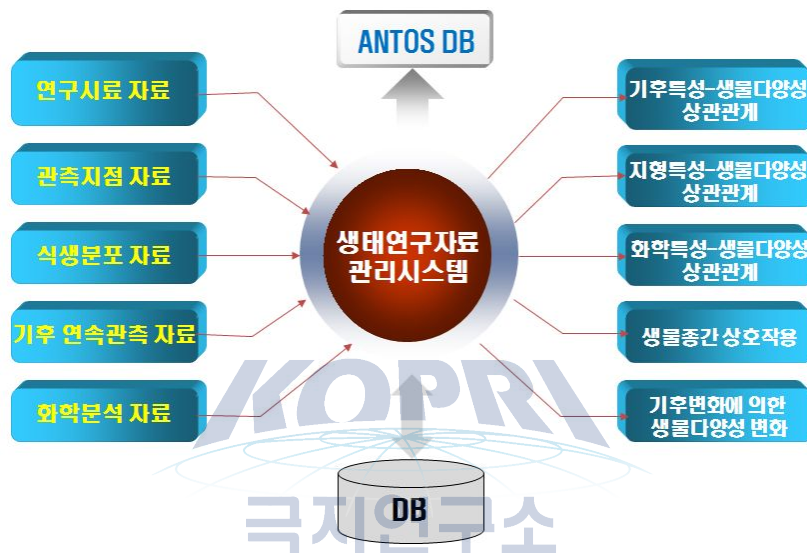 ANTOS DB
연구시료 자료
관측지점 자료
식생분포 자료
기후 연속관측 자료
화학분석 자료
생태연구자료
관리시스템
기후특성-생물다양성
상관관계
지형특성-생물다양성
상관관계
화학특성-생물다양성
상관관계
생물종간 상호작용
기후변화에 의한
생물다양성 변화
KOPRI
DB
극지연구소